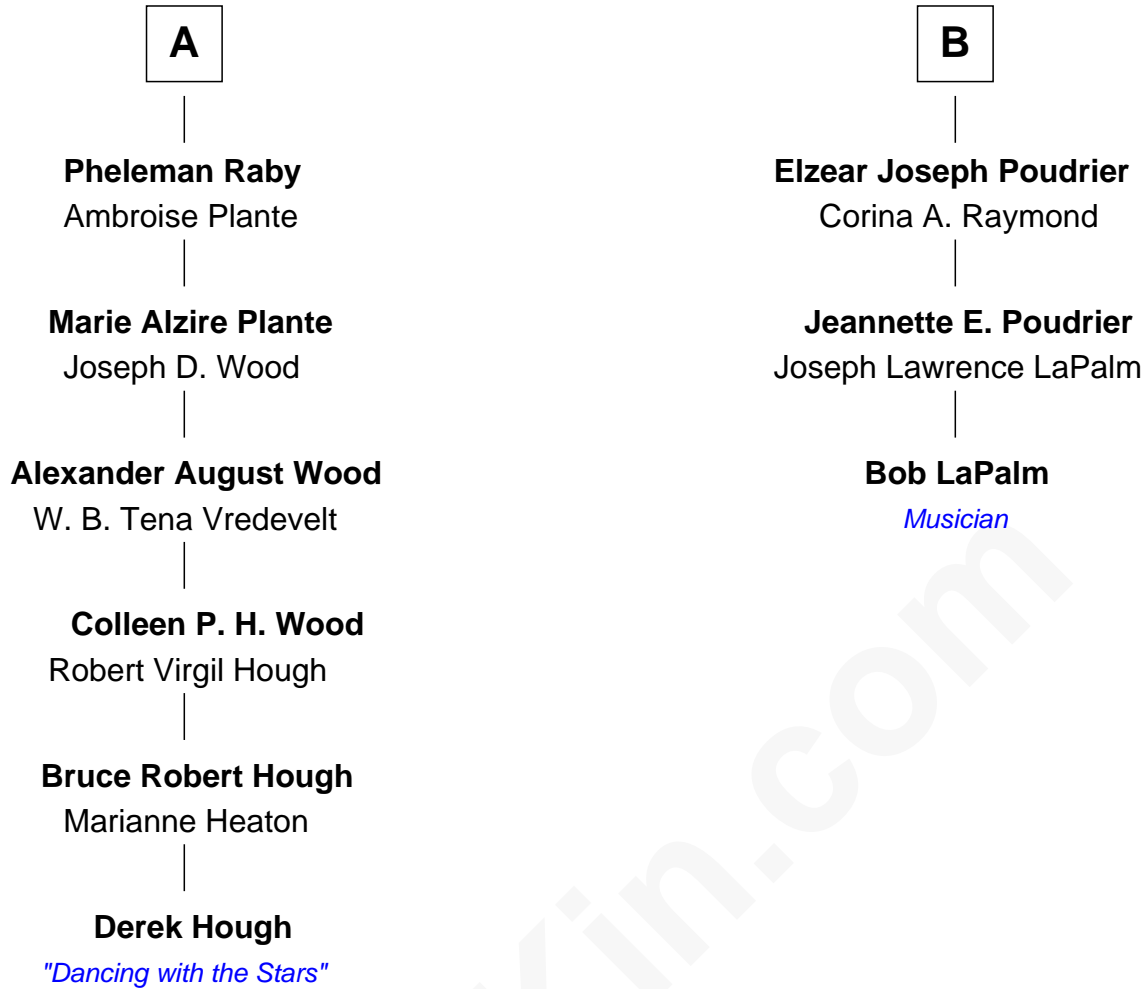 A
Pheleman Raby
Ambroise Plante
Marie Alzire Plante
Joseph D. Wood
Alexander August Wood
W. B. Tena Vredevelt
Colleen P. H. Wood
Robert Virgil Hough
Bruce Robert Hough
Marianne Heaton
Derek Hough
"Dancing with the Stars"
B
Elzear Joseph Poudrier
Corina A. Raymond
Jeannette E. Poudrier
Joseph Lawrence LaPalm
Bob LaPalm
Musician
Kin.com